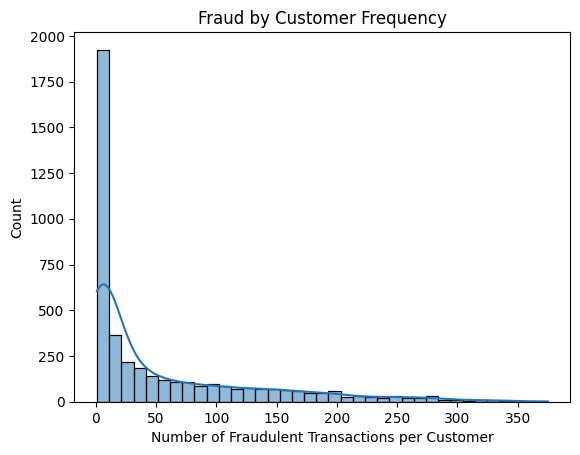 Fraud by Customer Frequency
2000
1750
1500
1250
1000
750
500
250
0
Count
0 50 100 150 200 250 300 350
Number of Fraudulent Transactions per Customer